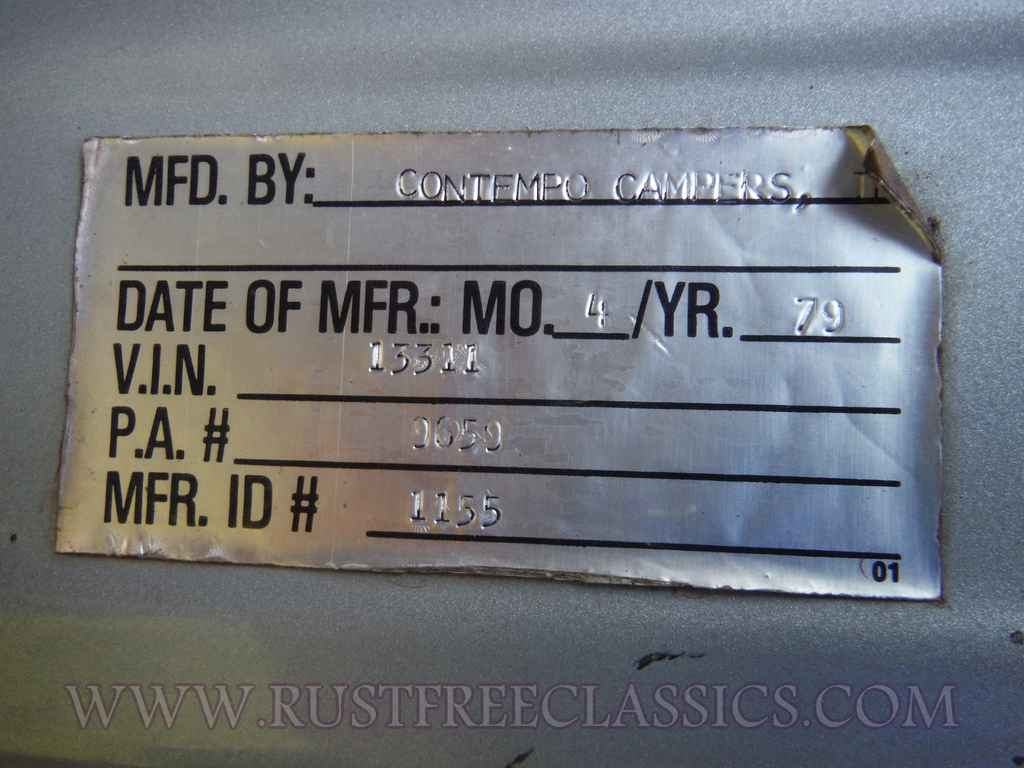 MFD. BY: CONTEMPO CAMPERS,
DATE OF MFR.: MO. 4 /YR. 79
V.I.N. 13311
P.A. # 9659
MFR. ID # 1155
01
WWW.RUSTFREECLASSICS.COM